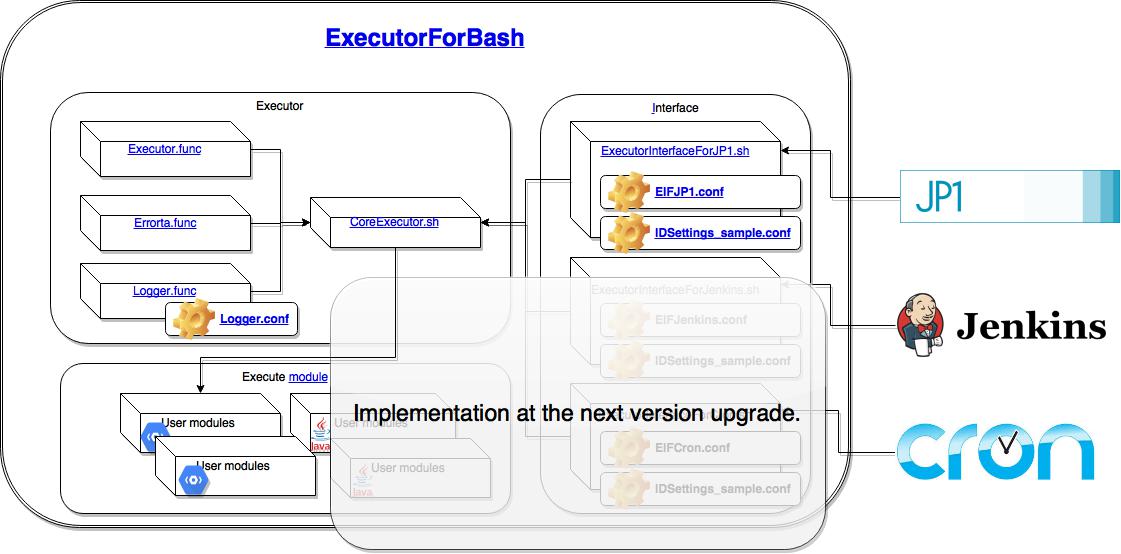 ExecutorForBash
Executor
Executor.func
Errorta.func
Logger.func
Logger.conf
CoreExecutor.sh
Interface
ExecutorInterfaceForJP1.sh
EIFJP1.conf
IDSettings_sample.conf
ExecutorInterfaceForJenkins.sh
EIFJenkins.conf
IDSettings_sample.conf
EIFCron.conf
IDSettings_sample.conf
Execute module
User modules
User modules
Java
User modules
Java
User modules
Implementation at the next version upgrade.
JP1
Jenkins
cron